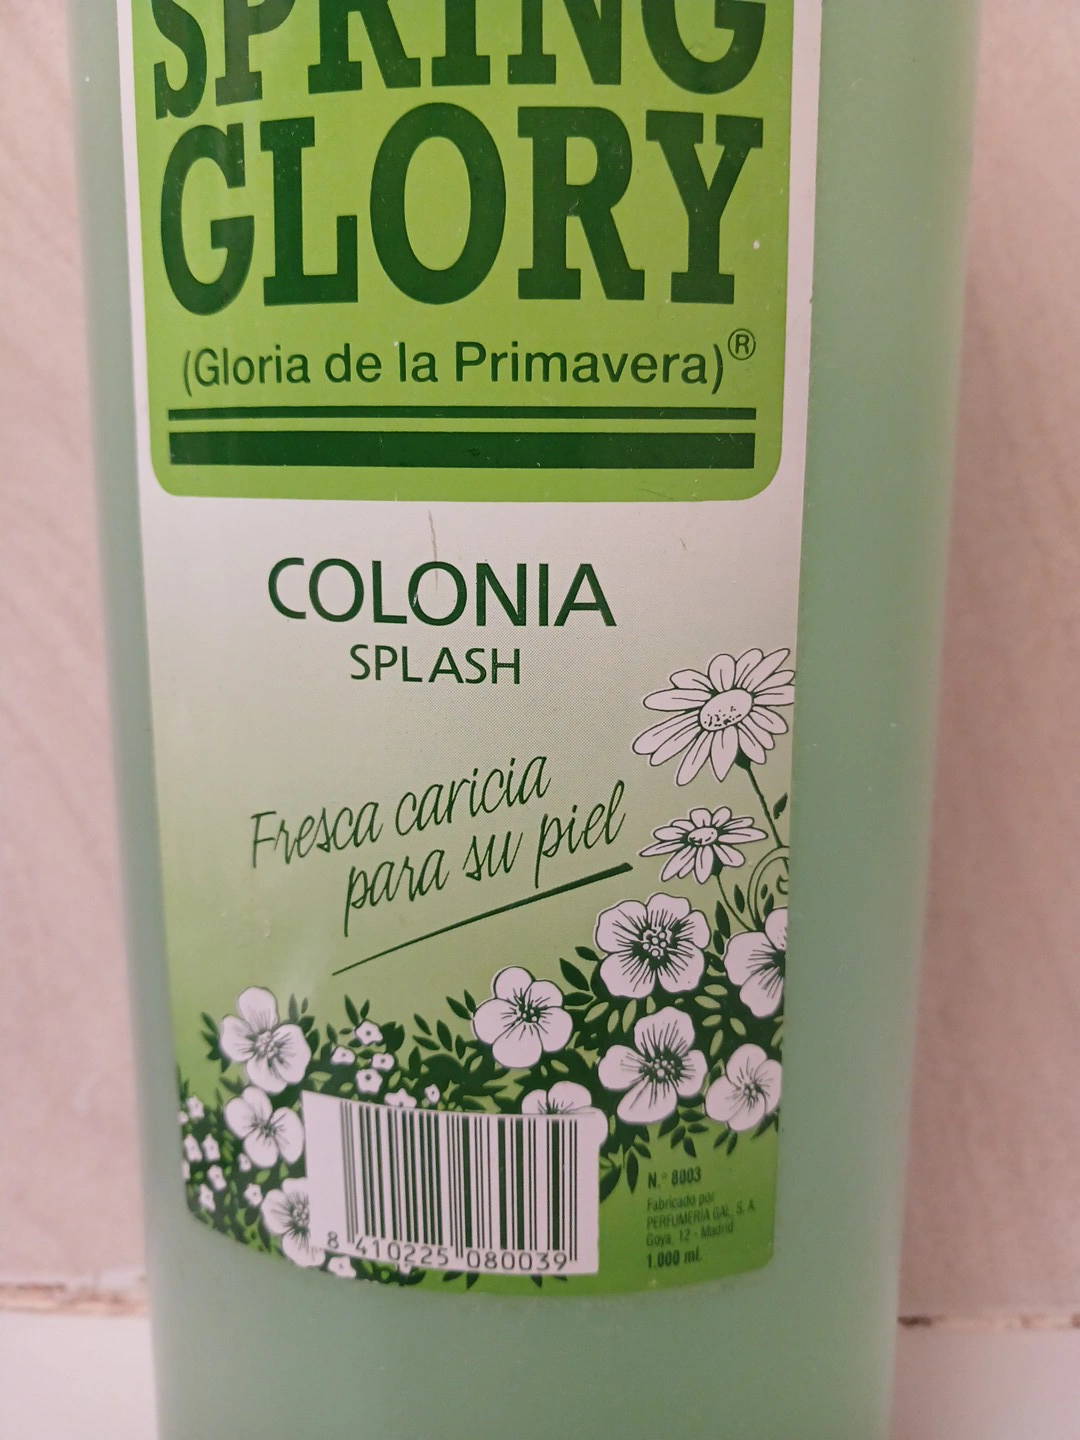 SPRING
GLORY
(Gloria de la Primavera)®
COLONIA
SPLASH
Fresca caricia
para su piel
8 410225 080039
N.º 8003
Fabricado por
PERFUMERIA GAL, S. A.
Goya, 12 - Madrid
1.000 ml.